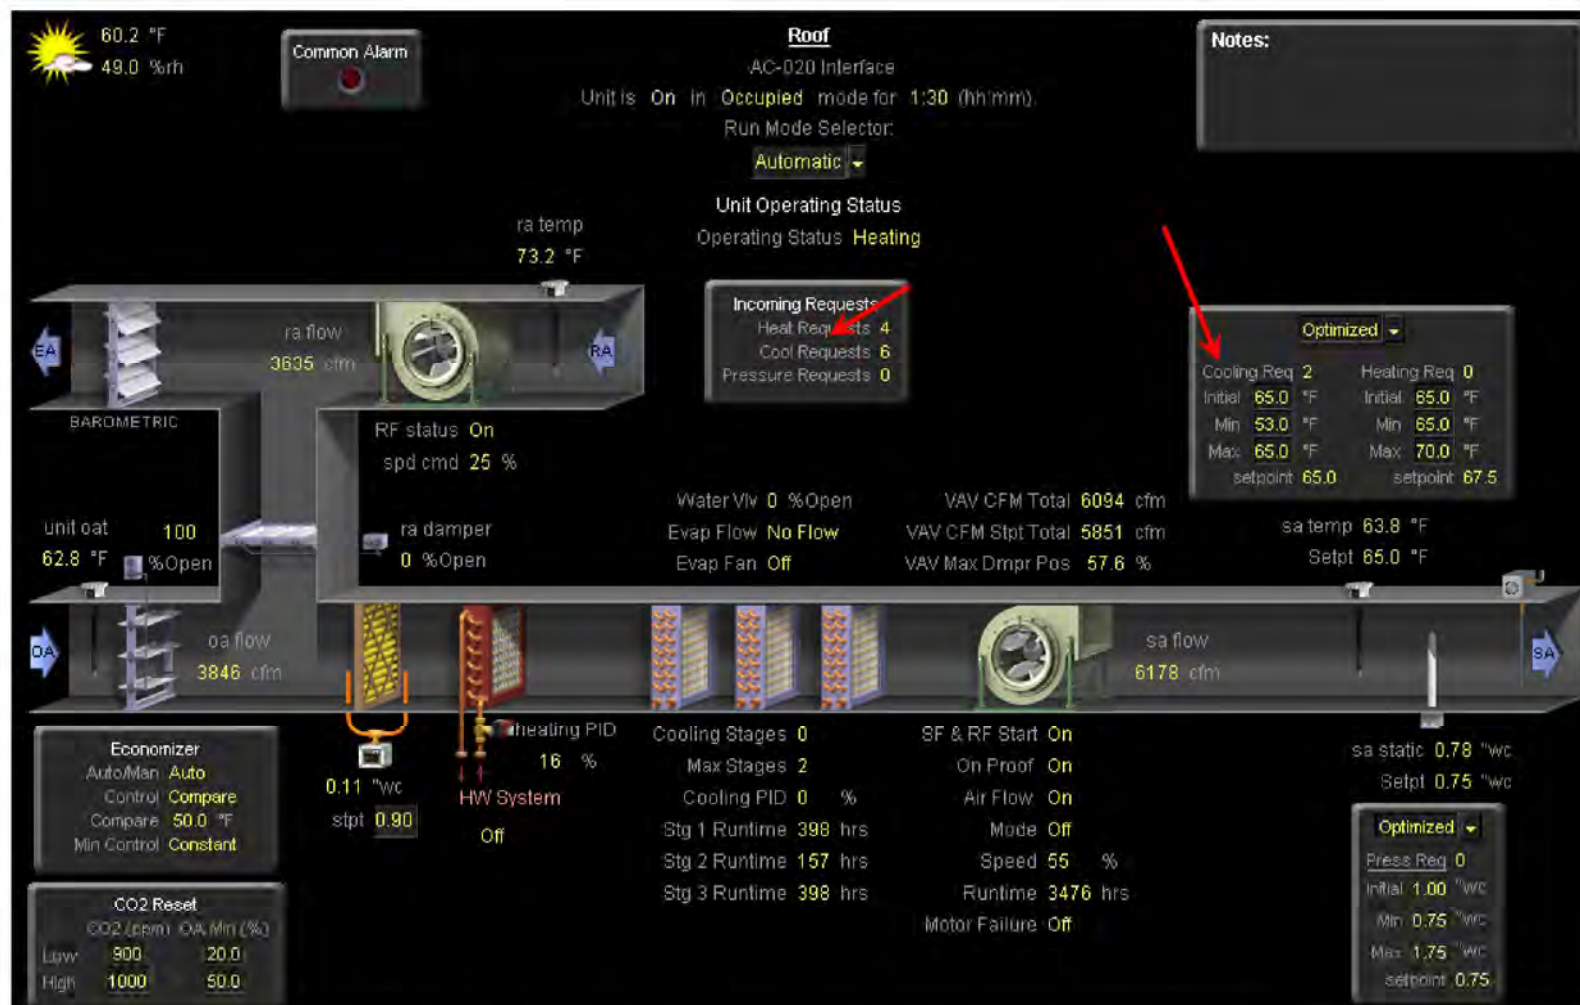 60.2 °F
49.0 %rh
Common Alarm
Roof
AC-020 Interface
Unit is On in Occupied mode for 1:30 (hh:mm).
Run Mode Selector:
Automatic
Notes:
Unit Operating Status
Operating Status Heating
ra temp
73.2 °F
Incoming Requests
Heat Requests 4
Cool Requests 6
Pressure Requests 0
Optimized
Cooling Req 2 Heating Req 0
Initial 65.0 °F Initial 65.0 °F
Min 53.0 °F Min 65.0 °F
Max 65.0 °F Max 70.0 °F
setpoint 65.0 setpoint 67.5
EA
ra flow
3635 cfm
RA
BAROMETRIC
RF status On
spd cmd 25 %
unit oat
62.8 °F
100
%Open
ra damper
0 %Open
Water Vlv 0 %Open
Evap Flow No Flow
Evap Fan Off
VAV CFM Total 6094 cfm
VAV CFM Stpt Total 5851 cfm
VAV Max Dmpr Pos 57.6 %
sa temp 63.8 °F
Setpt 65.0 °F
OA
oa flow
3846 cfm
sa flow
6178 cfm
SA
Economizer
Auto/Man Auto
Control Compare
Compare 50.0 °F
Min Control Constant
0.11 "wc
stpt 0.90
heating PID
16 %
HW System
Off
Cooling Stages 0
Max Stages 2
Cooling PID 0 %
Stg 1 Runtime 398 hrs
Stg 2 Runtime 157 hrs
Stg 3 Runtime 398 hrs
SF & RF Start On
On Proof On
Air Flow On
Mode Off
Speed 55 %
Runtime 3476 hrs
Motor Failure Off
sa static 0.78 "wc
Setpt 0.75 "wc
Optimized
Press Req 0
Initial 1.00 "wc
Min 0.75 "wc
Max 1.75 "wc
setpoint 0.75
CO2 Reset
CO2 (ppm) OA Min (%)
Low 900 20.0
High 1000 50.0